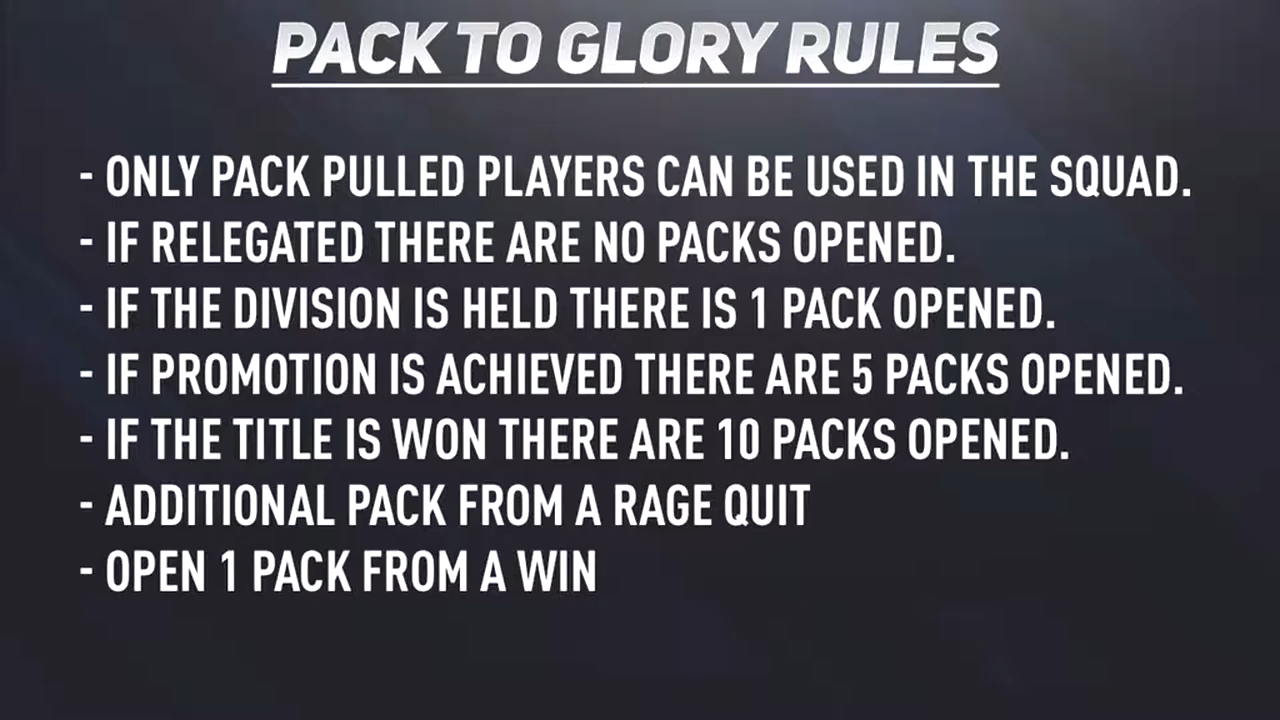 PACK TO GLORY RULES
- ONLY PACK PULLED PLAYERS CAN BE USED IN THE SQUAD.
- IF RELEGATED THERE ARE NO PACKS OPENED.
- IF THE DIVISION IS HELD THERE IS 1 PACK OPENED.
- IF PROMOTION IS ACHIEVED THERE ARE 5 PACKS OPENED.
- IF THE TITLE IS WON THERE ARE 10 PACKS OPENED.
- ADDITIONAL PACK FROM A RAGE QUIT
- OPEN 1 PACK FROM A WIN